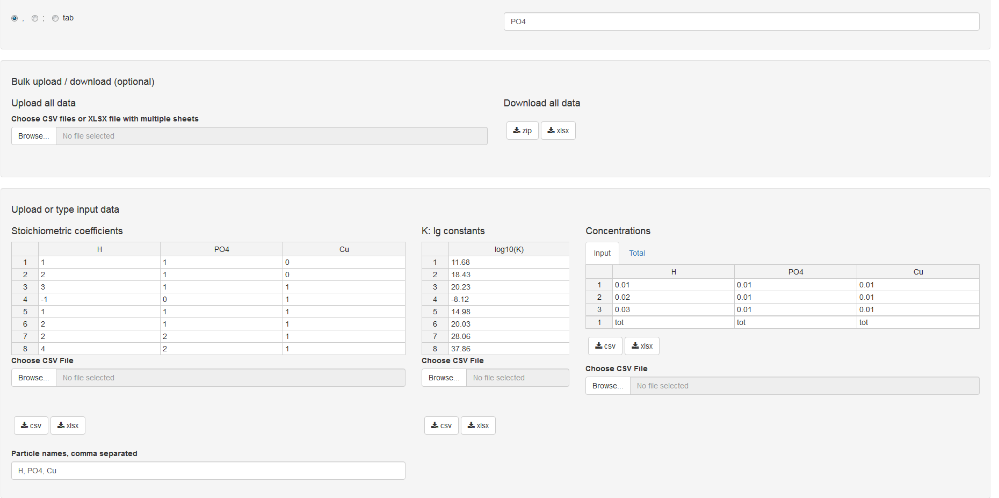 , ; tab
PO4
Bulk upload / download (optional)
Upload all data
Download all data
Choose CSV files or XLSX file with multiple sheets
Browse... No file selected
zip xlsx
Upload or type input data
Stoichiometric coefficients
H PO4 Cu
1 1 1 0
2 2 1 0
3 3 1 1
4 -1 0 1
5 1 1 1
6 2 1 1
7 2 2 1
8 4 2 1
Choose CSV File
Browse... No file selected
csv xlsx
Particle names, comma separated
H, PO4, Cu
K: lg constants
log10(K)
1 11.68
2 18.43
3 20.23
4 -8.12
5 14.98
6 20.03
7 28.06
8 37.86
Choose CSV File
Browse... No file selected
csv xlsx
Concentrations
Input Total
H PO4 Cu
1 0.01 0.01 0.01
2 0.02 0.01 0.01
3 0.03 0.01 0.01
1 tot tot tot
csv xlsx
Choose CSV File
Browse... No file selected